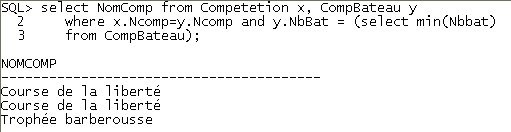 SQL> select NomComp from Competetion x, CompBateau y
2 where x.Ncomp=y.Ncomp and y.NbBat = (select min(Nbbat)
3 from CompBateau);
NOMCOMP
--------------------------------------
Course de la liberté
Course de la liberté
Trophée barberousse